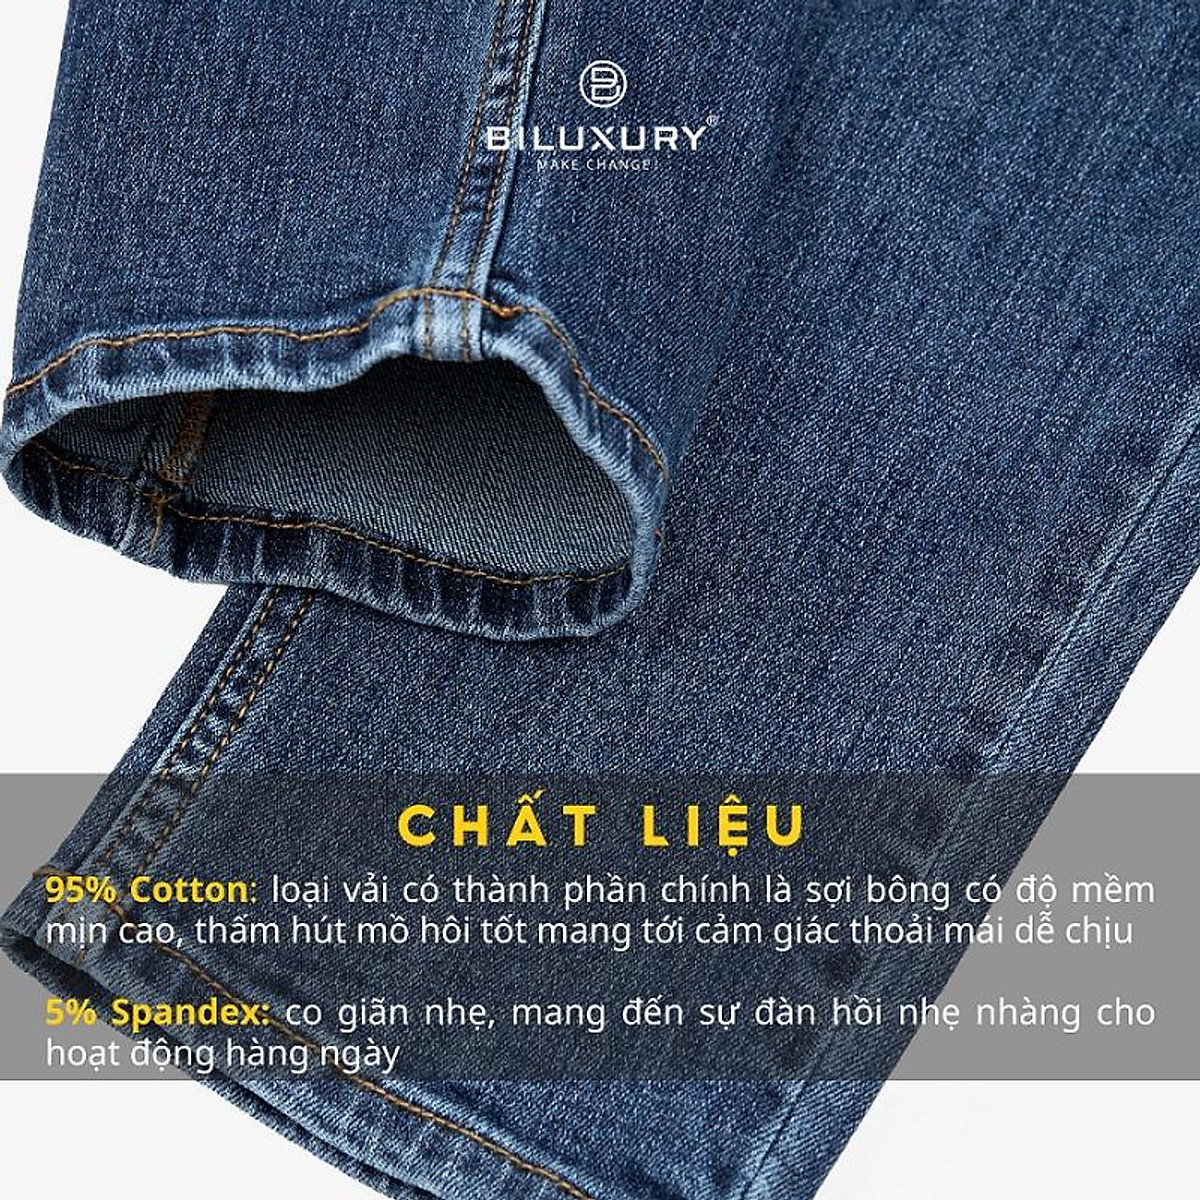 BILUXURY®
MAKE CHANGE!
CHẤT LIỆU
95% Cotton: loại vải có thành phần chính là sợi bông có độ mềm
mịn cao, thấm hút mồ hôi tốt mang tới cảm giác thoải mái dễ chịu
5% Spandex: co giãn nhẹ, mang đến sự đàn hồi nhẹ nhàng cho
hoạt động hàng ngày